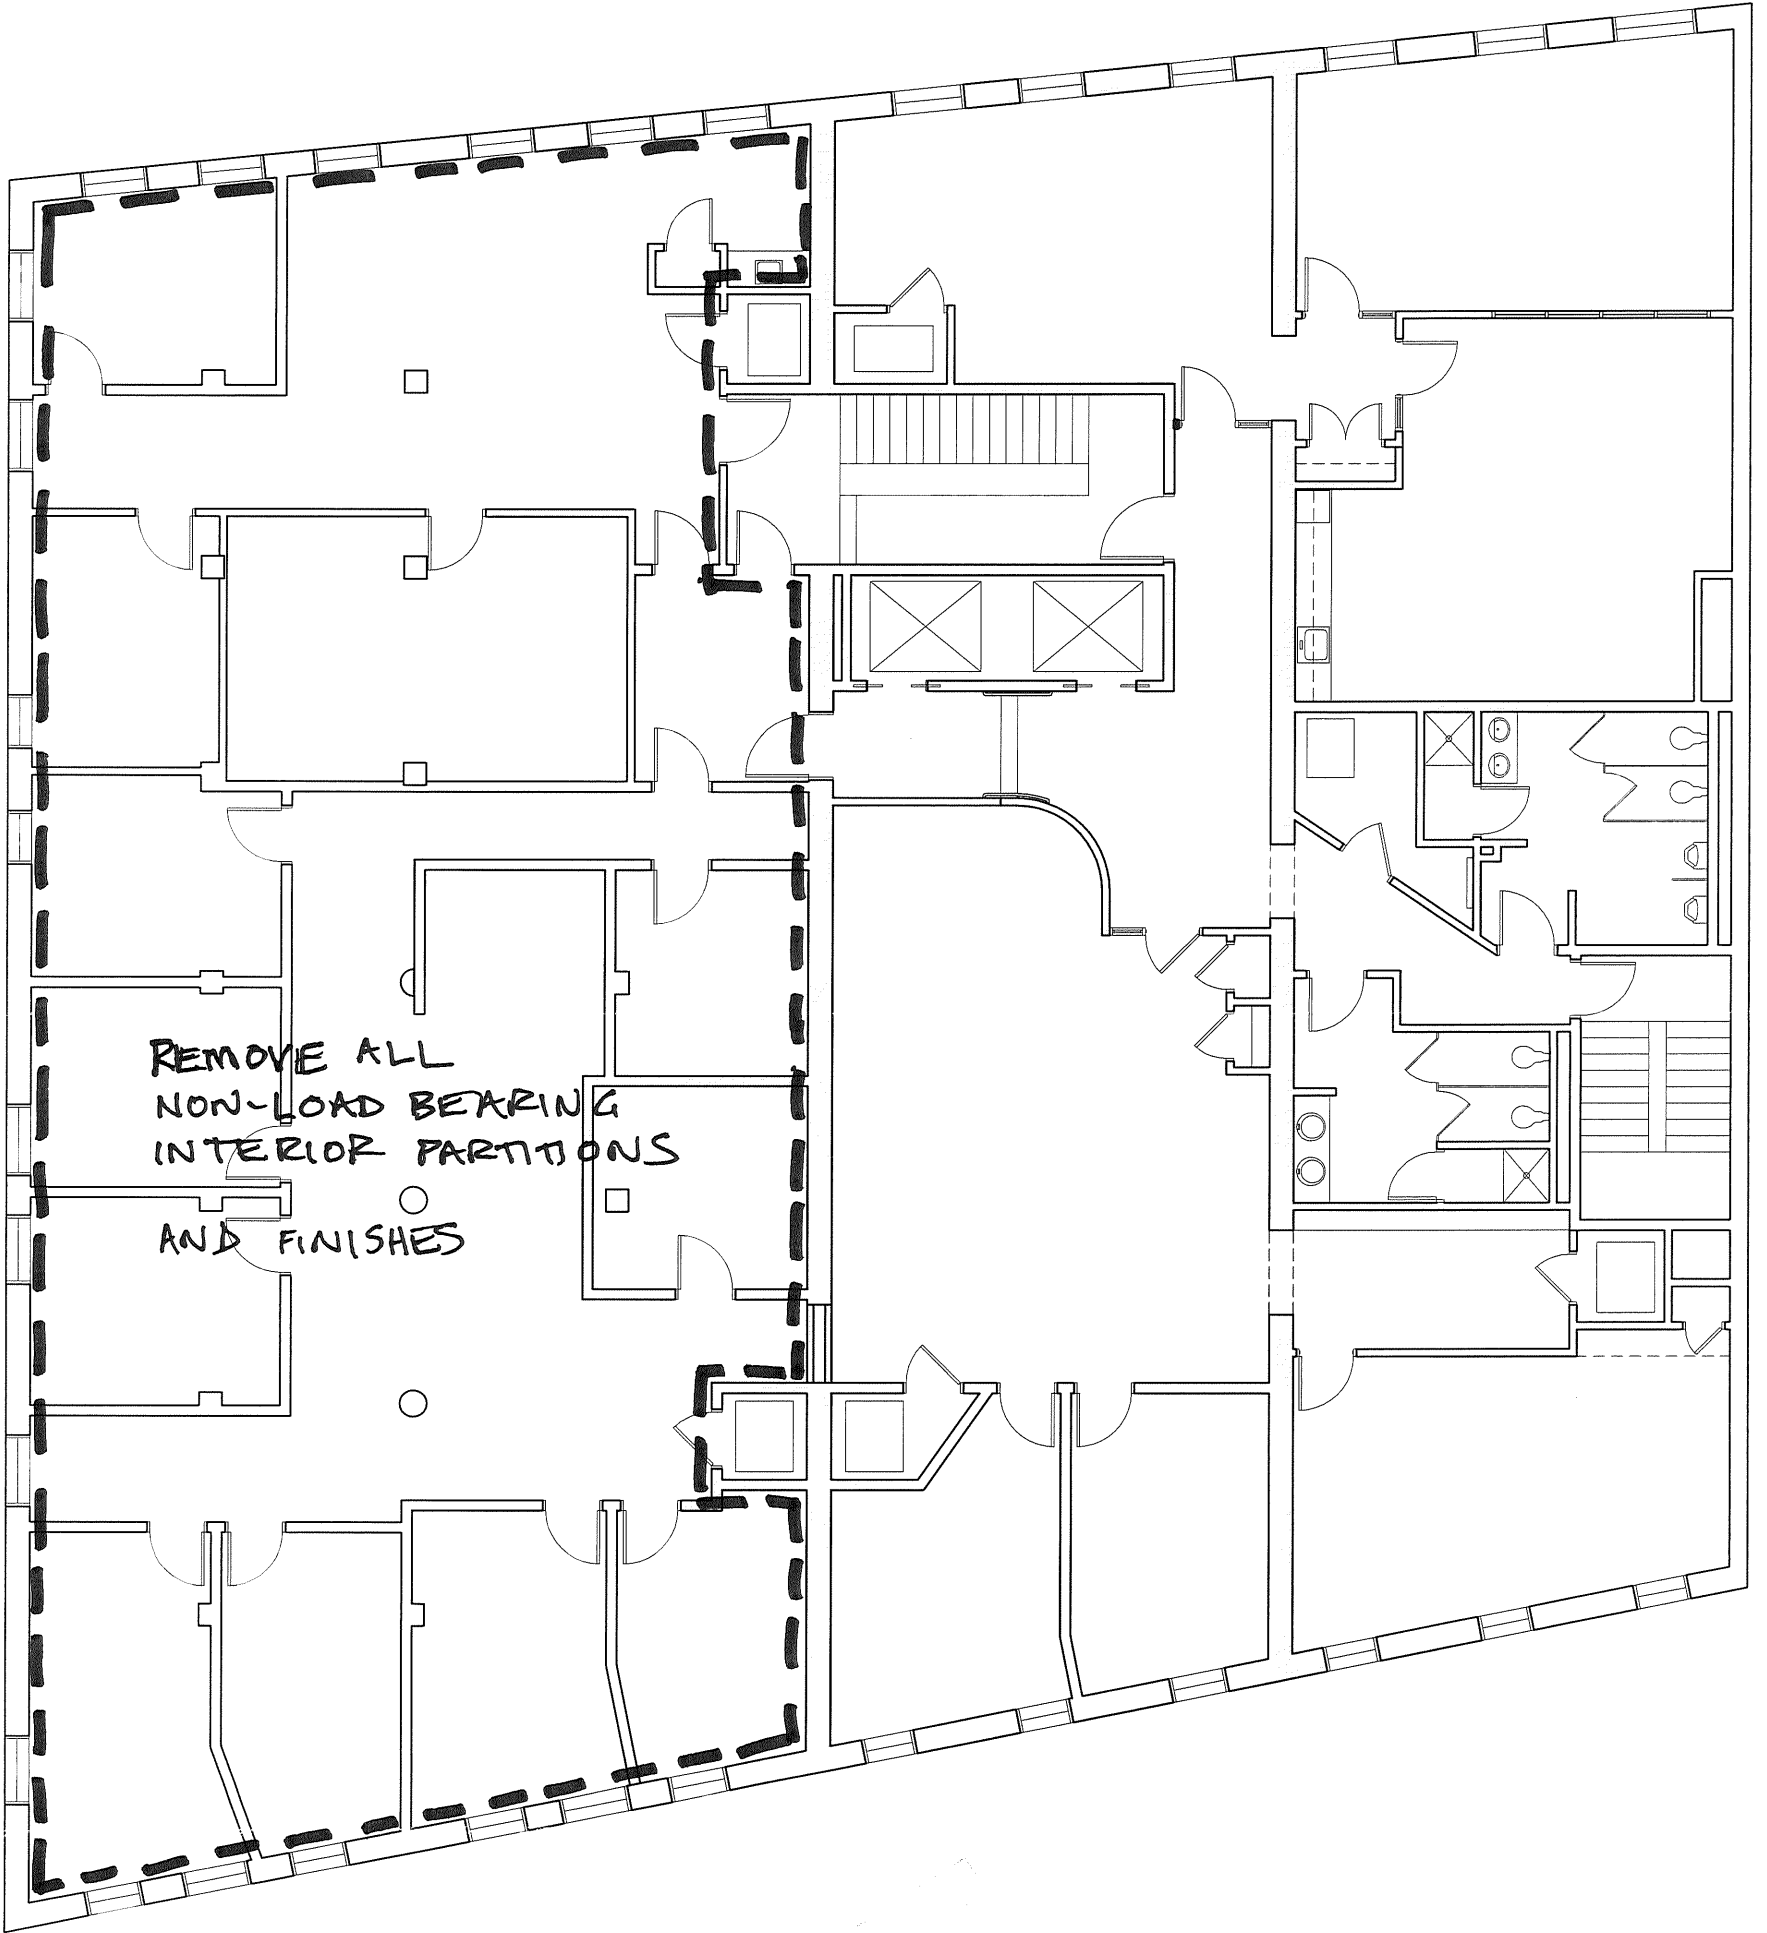 REMOVE ALL
NON-LOAD BEARING
INTERIOR PARTITIONS
AND FINISHES